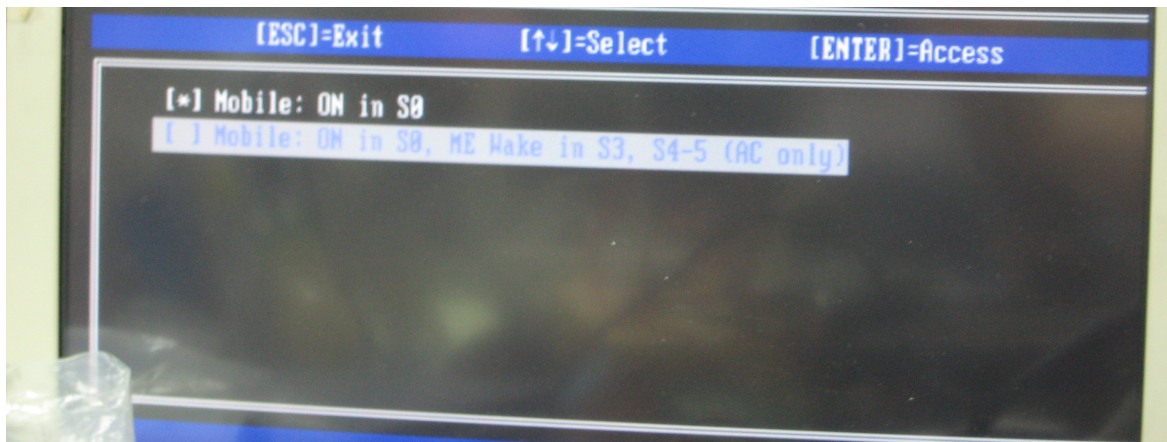 [ESC]=Exit [↑↓]=Select [ENTER]=Access
[*] Mobile: ON in S0
[ ] Mobile: ON in S0, ME Wake in S3, S4-5 (AC only)